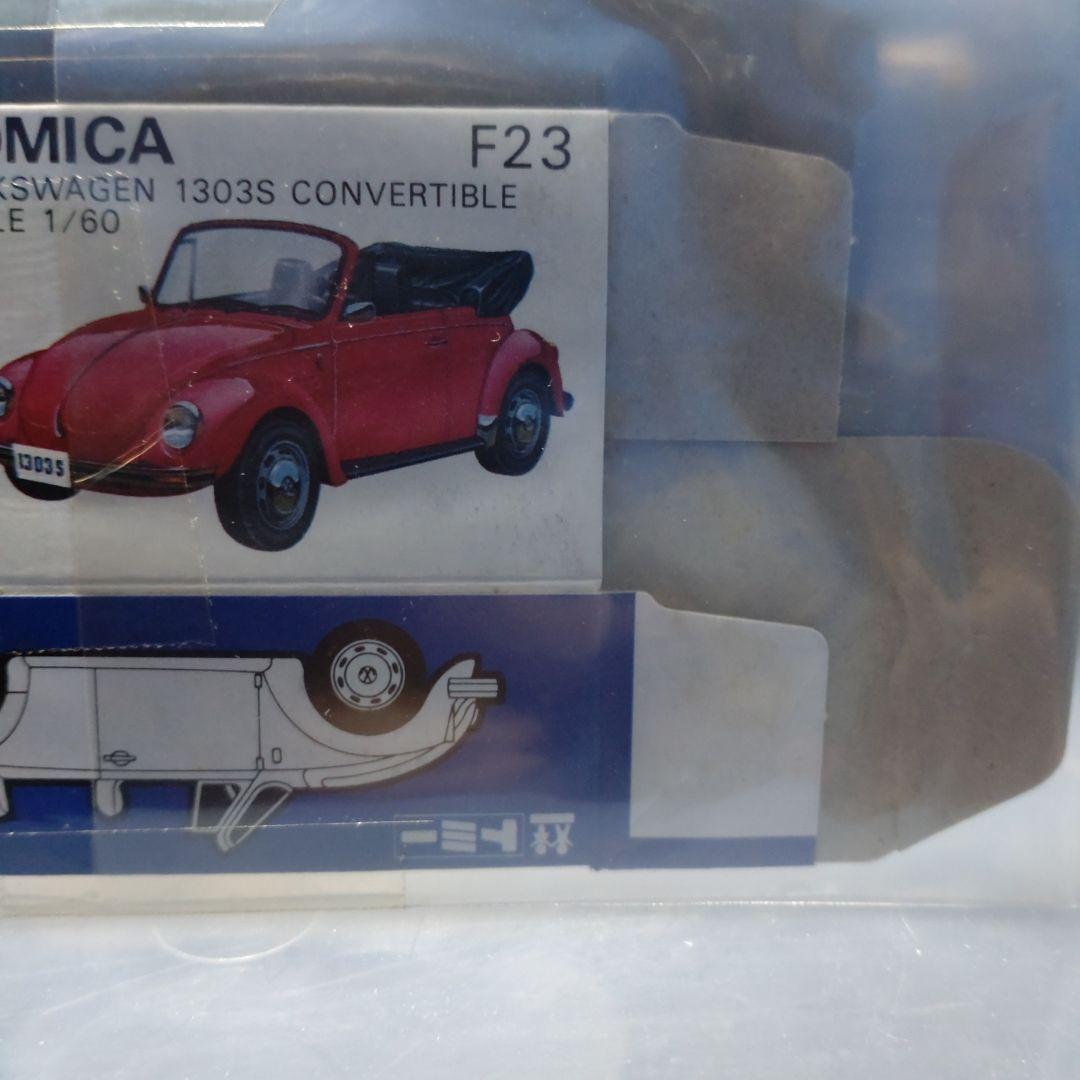 OMICA
F23
KSWAGEN 1303S CONVERTIBLE
LE 1/60
1303S
トミー